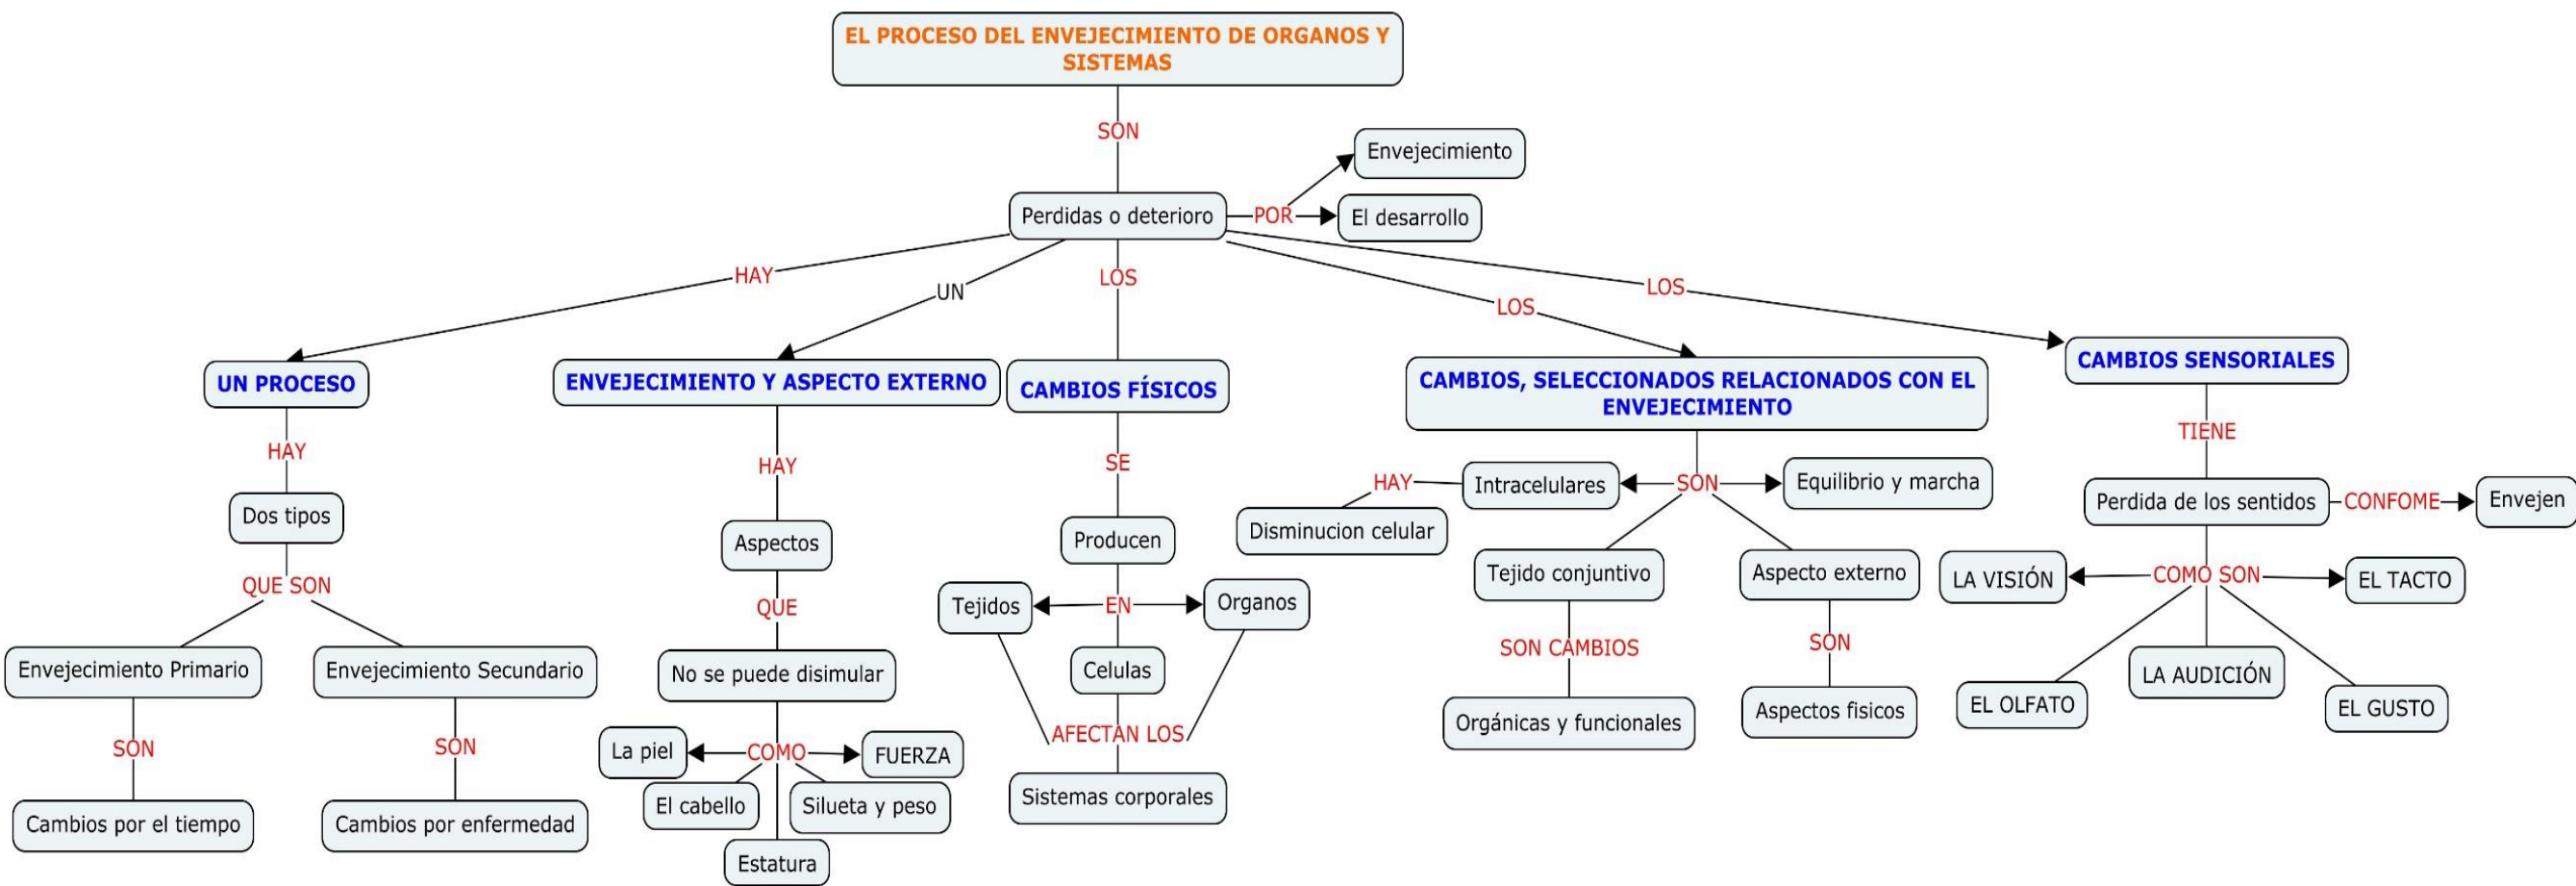 EL PROCESO DEL ENVEJECIMIENTO DE ORGANOS Y
SISTEMAS
SON
Perdidas o deterioro
POR
Envejecimiento
El desarrollo
HAY
UN
LOS
LOS
LOS
UN PROCESO
HAY
Dos tipos
QUE SON
Envejecimiento Primario
SON
Cambios por el tiempo
Envejecimiento Secundario
SON
Cambios por enfermedad
ENVEJECIMIENTO Y ASPECTO EXTERNO
HAY
Aspectos
QUE
No se puede disimular
COMO
La piel
FUERZA
El cabello
Silueta y peso
Estatura
CAMBIOS FÍSICOS
SE
Producen
EN
Tejidos
Organos
Celulas
AFECTAN LOS
Sistemas corporales
CAMBIOS, SELECCIONADOS RELACIONADOS CON EL
ENVEJECIMIENTO
SON
Intracelulares
HAY
Disminucion celular
Equilibrio y marcha
Tejido conjuntivo
SON CAMBIOS
Orgánicas y funcionales
Aspecto externo
SON
Aspectos fisicos
CAMBIOS SENSORIALES
TIENE
Perdida de los sentidos
CONFOME
Envejen
COMO SON
LA VISIÓN
EL TACTO
EL OLFATO
LA AUDICIÓN
EL GUSTO